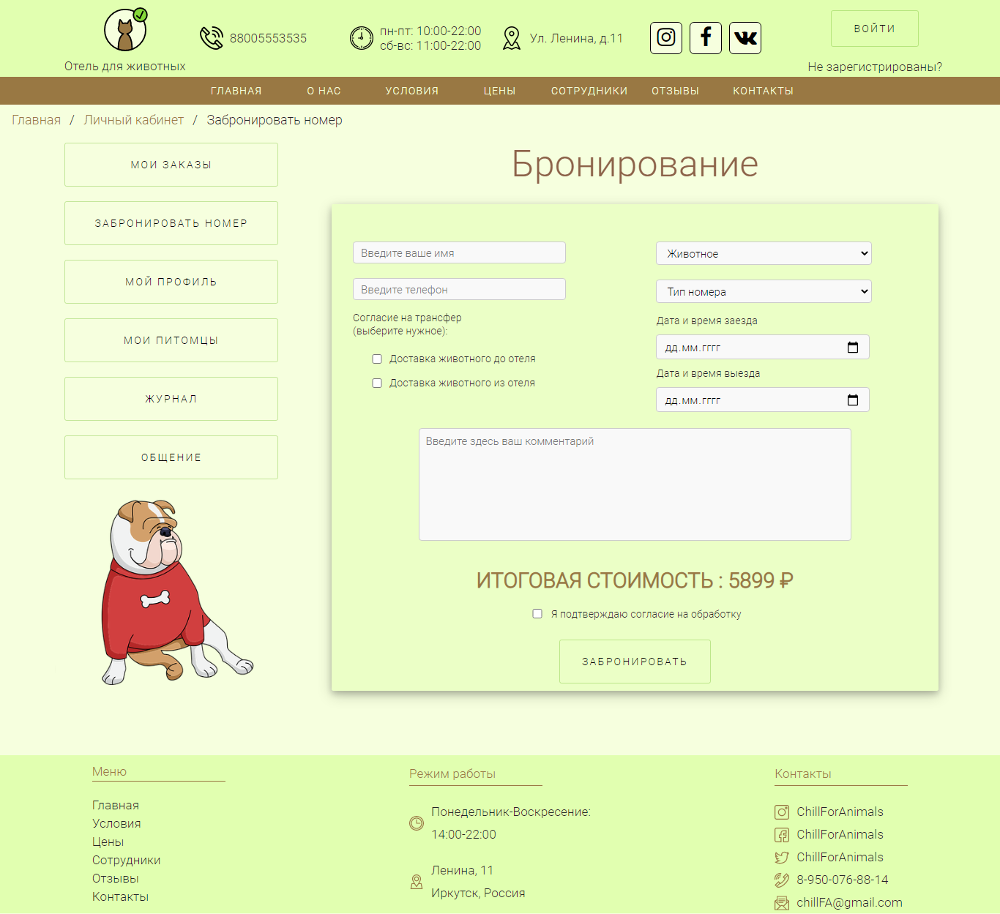 Отель для животных
88005553535
пн-пт: 10:00-22:00
сб-вс: 11:00-22:00
Ул. Ленина, д.11
ВОЙТИ
Не зарегистрированы?
ГЛАВНАЯ О НАС УСЛОВИЯ ЦЕНЫ СОТРУДНИКИ ОТЗЫВЫ КОНТАКТЫ
Главная / Личный кабинет / Забронировать номер
МОИ ЗАКАЗЫ
ЗАБРОНИРОВАТЬ НОМЕР
МОЙ ПРОФИЛЬ
МОИ ПИТОМЦЫ
ЖУРНАЛ
ОБЩЕНИЕ
Бронирование
Введите ваше имя
Введите телефон
Согласие на трансфер
(выберите нужное):
Доставка животного до отеля
Доставка животного из отеля
Животное
Тип номера
Дата и время заезда
дд.мм.гггг
Дата и время выезда
дд.мм.гггг
Введите здесь ваш комментарий
ИТОГОВАЯ СТОИМОСТЬ : 5899 ₽
Я подтверждаю согласие на обработку
ЗАБРОНИРОВАТЬ
Меню
Главная
Условия
Цены
Сотрудники
Отзывы
Контакты
Режим работы
Понедельник-Воскресение:
14:00-22:00
Ленина, 11
Иркутск, Россия
Контакты
ChillForAnimals
ChillForAnimals
ChillForAnimals
8-950-076-88-14
chillFA@gmail.com